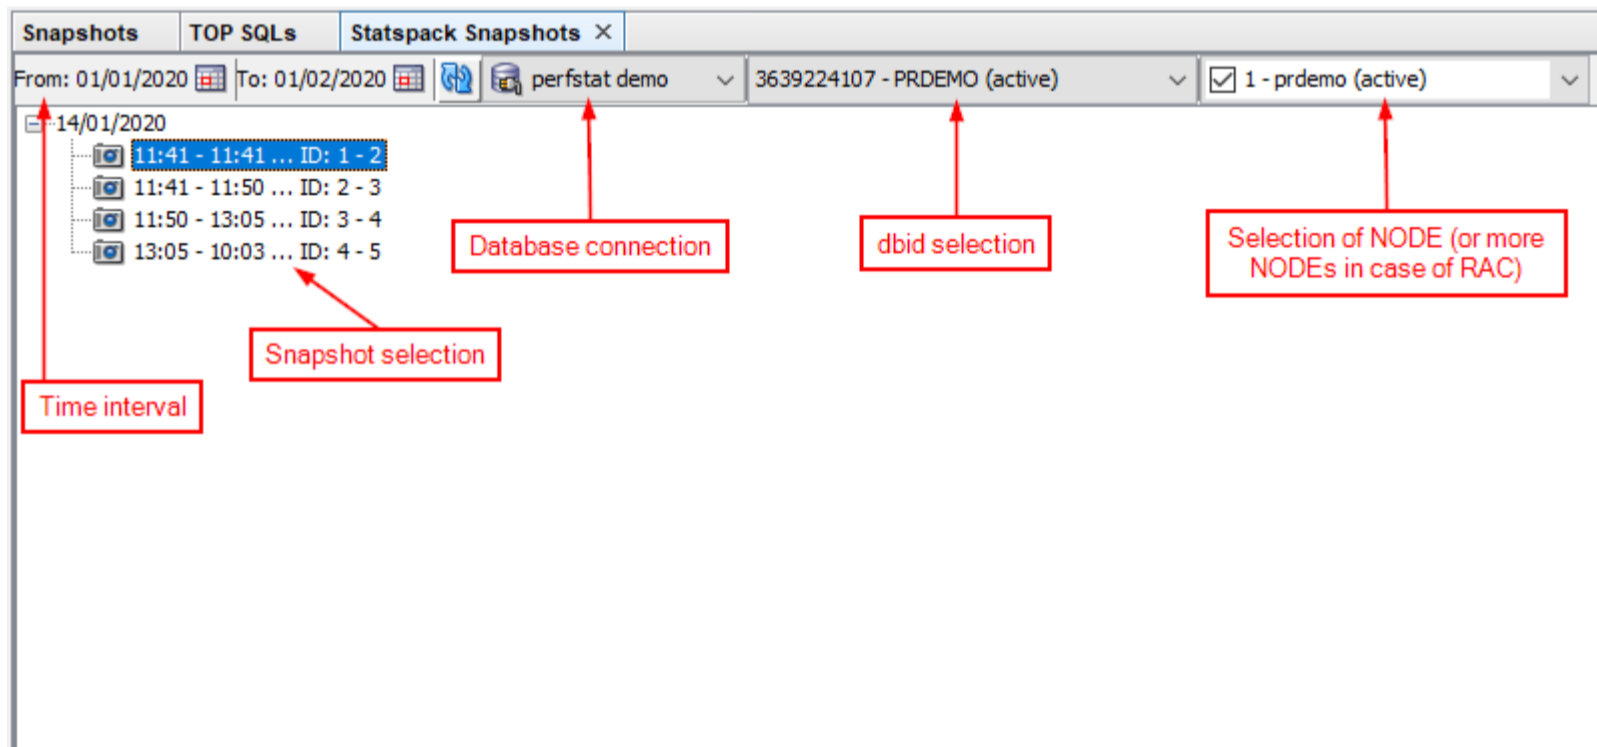 Snapshots TOP SQLs Statspack Snapshots ×
From: 01/01/2020 To: 01/02/2020 perfstat demo 3639224107 - PRDEMO (active) 1 - prdemo (active)
14/01/2020
11:41 - 11:41 ... ID: 1 - 2
11:41 - 11:50 ... ID: 2 - 3
11:50 - 13:05 ... ID: 3 - 4
13:05 - 10:03 ... ID: 4 - 5
Database connection
dbid selection
Selection of NODE (or more
NODEs in case of RAC)
Snapshot selection
Time interval